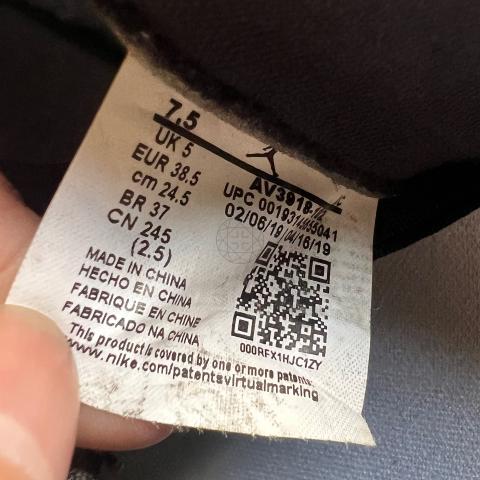 7.5
UK 5
EUR 38.5
cm 24.5
BR 37
CN 245
(2.5)
UPC
02/06/19 04/16/19
MADE IN CHINA
HECHO EN CHINA
FABRIQUE EN CHINE
FABRICADO NA CHINA
000RFX1HJC1ZY
This product is covered by one or more patents.
www.nike.com/patentsvirtualmarking